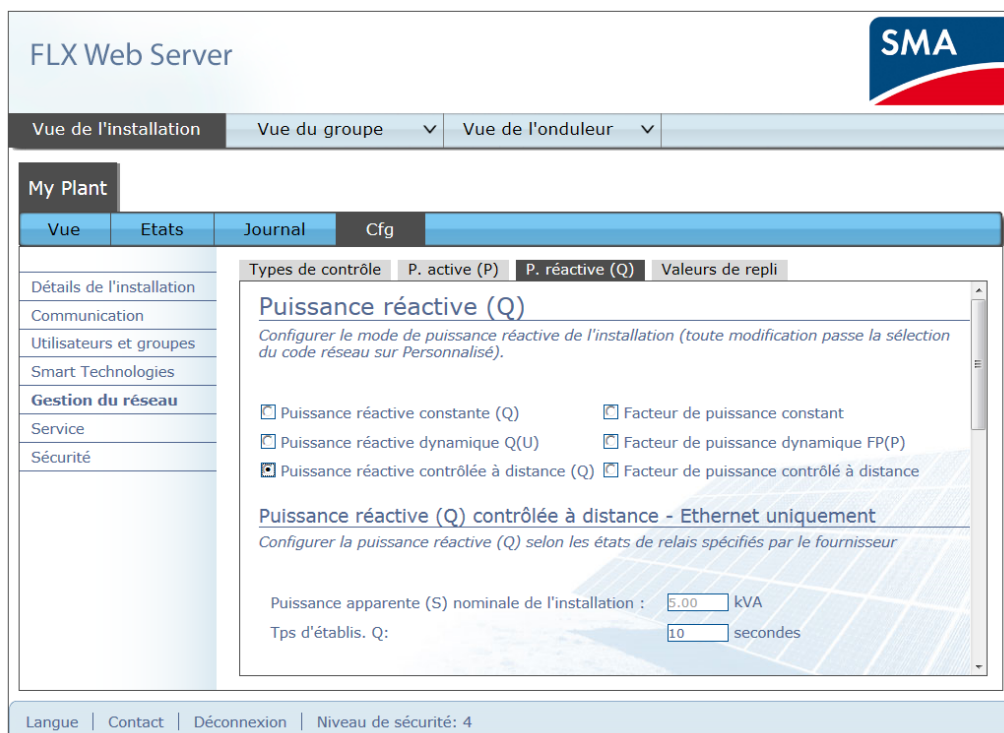 FLX Web Server
SMA
Vue de l'installation
Vue du groupe
Vue de l'onduleur
My Plant
Vue
Etats
Journal
Cfg
Détails de l'installation
Communication
Utilisateurs et groupes
Smart Technologies
Gestion du réseau
Service
Sécurité
Types de contrôle
P. active (P)
P. réactive (Q)
Valeurs de repli
Puissance réactive (Q)
Configurer le mode de puissance réactive de l'installation (toute modification passe la sélection
du code réseau sur Personnalisé).
Puissance réactive constante (Q)
Facteur de puissance constant
Puissance réactive dynamique Q(U)
Facteur de puissance dynamique FP(P)
Puissance réactive contrôlée à distance (Q)
Facteur de puissance contrôlé à distance
Puissance réactive (Q) contrôlée à distance - Ethernet uniquement
Configurer la puissance réactive (Q) selon les états de relais spécifiés par le fournisseur
Puissance apparente (S) nominale de l'installation : 5.00 kVA
Tps d'établis. Q: 10 secondes
Langue | Contact | Déconnexion | Niveau de sécurité: 4